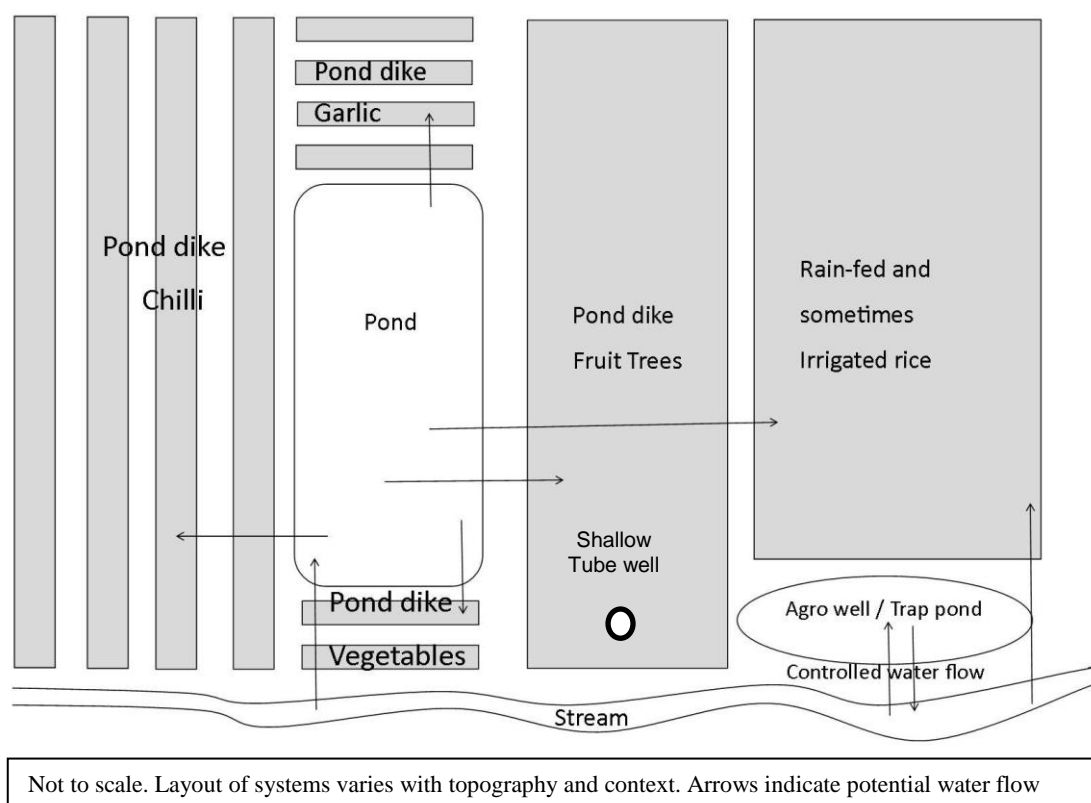 Pond dike
Garlic
Pond dike
Chilli
Pond
Pond dike
Fruit Trees
Rain-fed and
sometimes
Irrigated rice
Shallow
Tube well
Pond dike
Vegetables
Agro well / Trap pond
Controlled water flow
Stream
Not to scale. Layout of systems varies with topography and context. Arrows indicate potential water flow